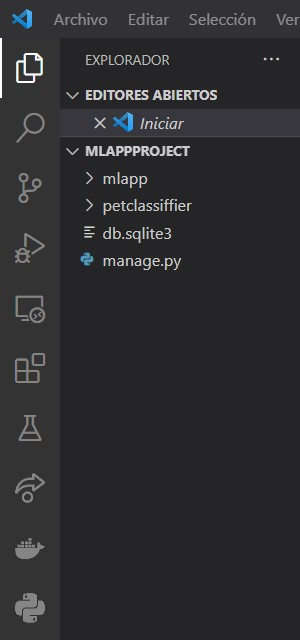 Archivo Editar Selección Ver
EXPLORADOR
EDITORES ABIERTOS
Iniciar
MLAPPPROJECT
mlapp
petclassiffier
db.sqlite3
manage.py